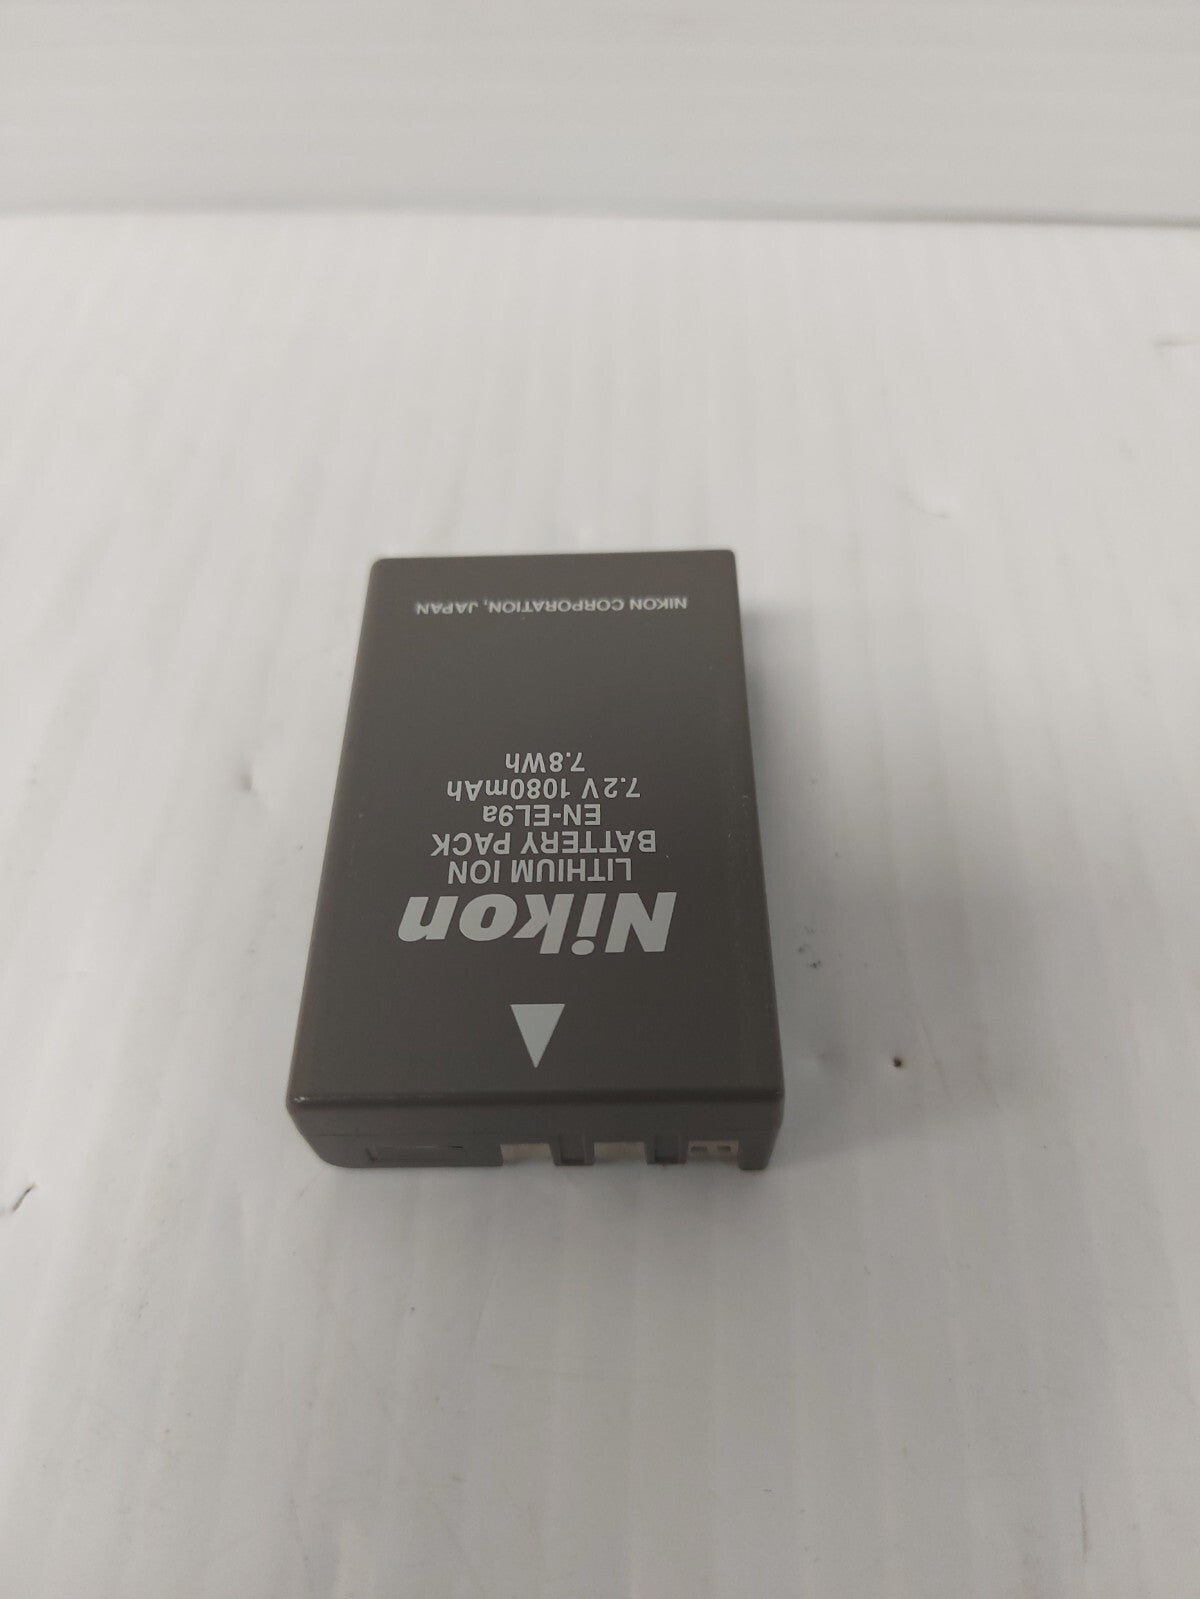 Nikon
LITHIUM ION
BATTERY PACK
EN-EL9a
7.2V 1080mAh
7.8Wh
NIKON CORPORATION, JAPAN